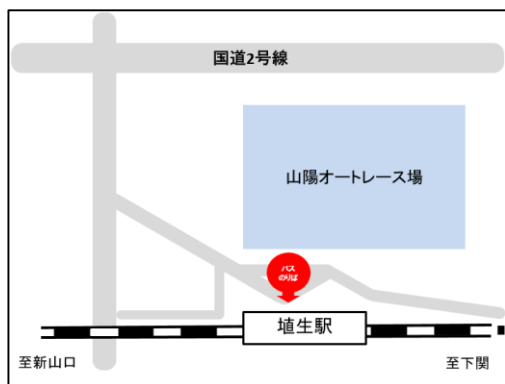 国道2号線
山陽オートレース場
バス
のりば
埴生駅
至新山口
至下関